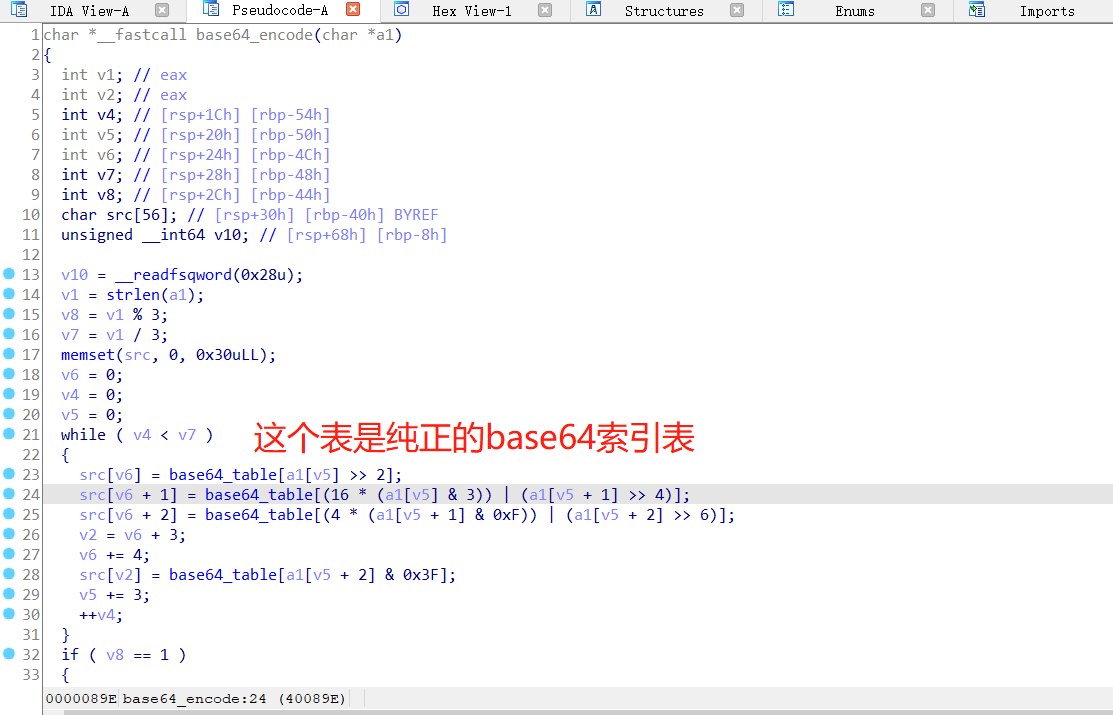 IDA View-A Pseudocode-A Hex View-1 Structures Enums Imports
1 char *__fastcall base64_encode(char *a1)
2 {
3 int v1; // eax
4 int v2; // eax
5 int v4; // [rsp+1Ch] [rbp-54h]
6 int v5; // [rsp+20h] [rbp-50h]
7 int v6; // [rsp+24h] [rbp-4Ch]
8 int v7; // [rsp+28h] [rbp-48h]
9 int v8; // [rsp+2Ch] [rbp-44h]
10 char src[56]; // [rsp+30h] [rbp-40h] BYREF
11 unsigned __int64 v10; // [rsp+68h] [rbp-8h]
12
13 v10 = __readfsqword(0x28u);
14 v1 = strlen(a1);
15 v8 = v1 % 3;
16 v7 = v1 / 3;
17 memset(src, 0, 0x30uLL);
18 v6 = 0;
19 v4 = 0;
20 v5 = 0;
21 while ( v4 < v7 ) 这个表是纯正的base64索引表
22 {
23 src[v6] = base64_table[a1[v5] >> 2];
24 src[v6 + 1] = base64_table[(16 * (a1[v5] & 3)) | (a1[v5 + 1] >> 4)];
25 src[v6 + 2] = base64_table[(4 * (a1[v5 + 1] & 0xF)) | (a1[v5 + 2] >> 6)];
26 v2 = v6 + 3;
27 v6 += 4;
28 src[v2] = base64_table[a1[v5 + 2] & 0x3F];
29 v5 += 3;
30 ++v4;
31 }
32 if ( v8 == 1 )
33 {
0000089E base64_encode:24 (40089E)